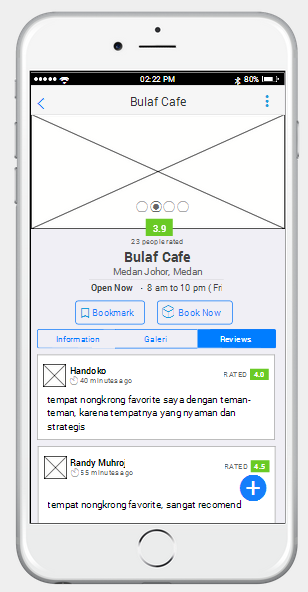 02:22 PM
80%
Bulaf Cafe
3.9
23 people rated
Bulaf Cafe
Medan Johor, Medan
Open Now - 8 am to 10 pm ( Fri
Bookmark
Book Now
Information
Galeri
Reviews
Handoko
40 minutes ago
RATED 4.0
tempat nongkrong favorite saya dengan teman-
teman, karena tempatnya yang nyaman dan
strategis
Randy Muhroj
55 minutes ago
RATED 4.5
tempat nongkrong favorite, sangat recomend